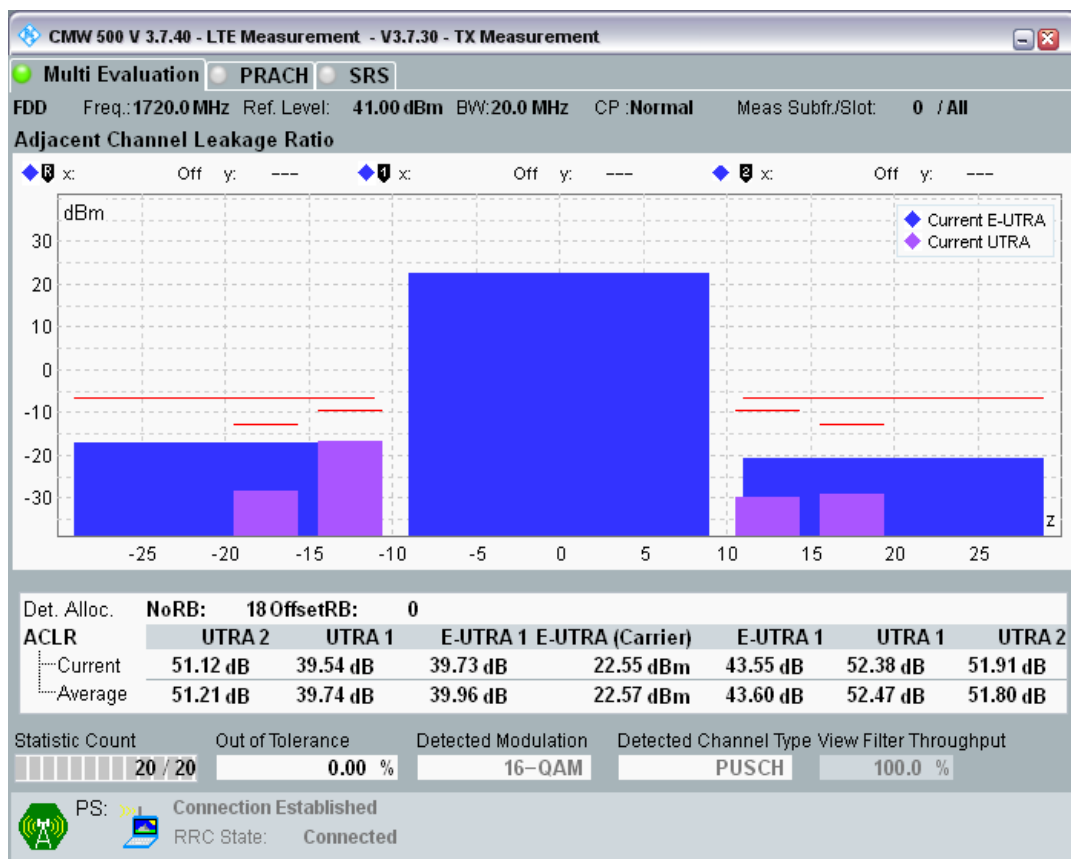 CMW 500 V 3.7.40 - LTE Measurement - V3.7.30 - TX Measurement
Multi Evaluation PRACH SRS
FDD Freq.: 1720.0 MHz Ref. Level: 41.00 dBm BW: 20.0 MHz CP :Normal Meas Subfr./Slot: 0 / All
Adjacent Channel Leakage Ratio
R x: Off y: --- 1 x: Off y: --- 2 x: Off y: ---
dBm
Current E-UTRA
Current UTRA
30
20
10
0
-10
-20
-30
z
-25 -20 -15 -10 -5 0 5 10 15 20 25
Det. Alloc. NoRB: 18 OffsetRB: 0
ACLR UTRA 2 UTRA 1 E-UTRA 1 E-UTRA (Carrier) E-UTRA 1 UTRA 1 UTRA 2
Current 51.12 dB 39.54 dB 39.73 dB 22.55 dBm 43.55 dB 52.38 dB 51.91 dB
Average 51.21 dB 39.74 dB 39.96 dB 22.57 dBm 43.60 dB 52.47 dB 51.80 dB
Statistic Count Out of Tolerance Detected Modulation Detected Channel Type View Filter Throughput
20 / 20 0.00 % 16-QAM PUSCH 100.0 %
PS: Connection Established
RRC State: Connected